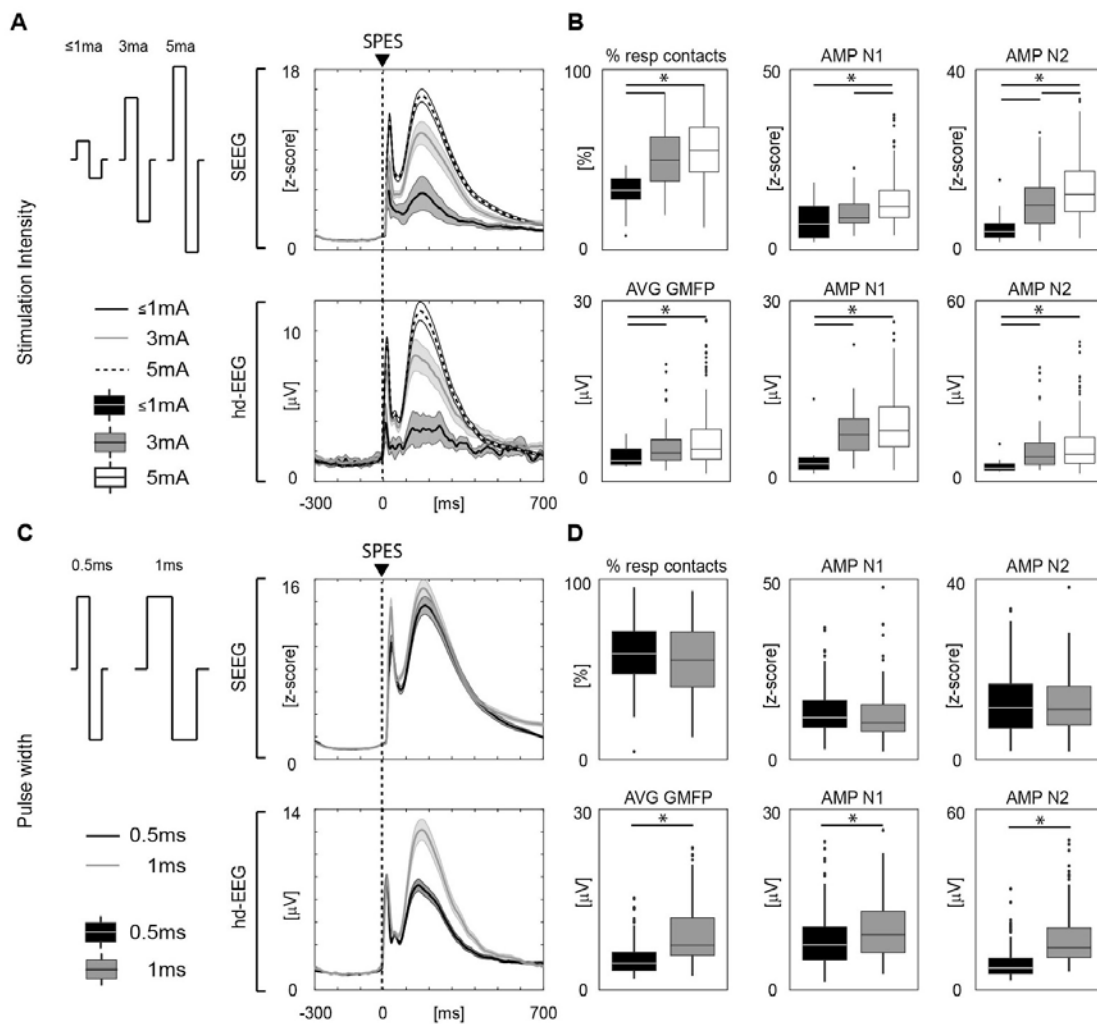 A
≤1ma 3ma 5ma
SPES
B
% resp contacts AMP N1 AMP N2
Stimulation Intensity
SEEG
[z-score]
18
0
[%]
100
0
*
[z-score]
50
0
*
[z-score]
40
0
*
≤1mA
3mA
5mA
≤1mA
3mA
5mA
hd-EEG
[µV]
10
0
-300 0 [ms] 700
AVG GMFP AMP N1 AMP N2
[µV]
30
0
*
[µV]
30
0
*
[µV]
60
0
*
C
0.5ms 1ms
SPES
D
% resp contacts AMP N1 AMP N2
Pulse width
SEEG
[z-score]
16
0
[%]
100
0
[z-score]
50
0
[z-score]
40
0
0.5ms
1ms
0.5ms
1ms
hd-EEG
[µV]
14
0
-300 0 [ms] 700
AVG GMFP AMP N1 AMP N2
[µV]
30
0
*
[µV]
30
0
*
[µV]
60
0
*